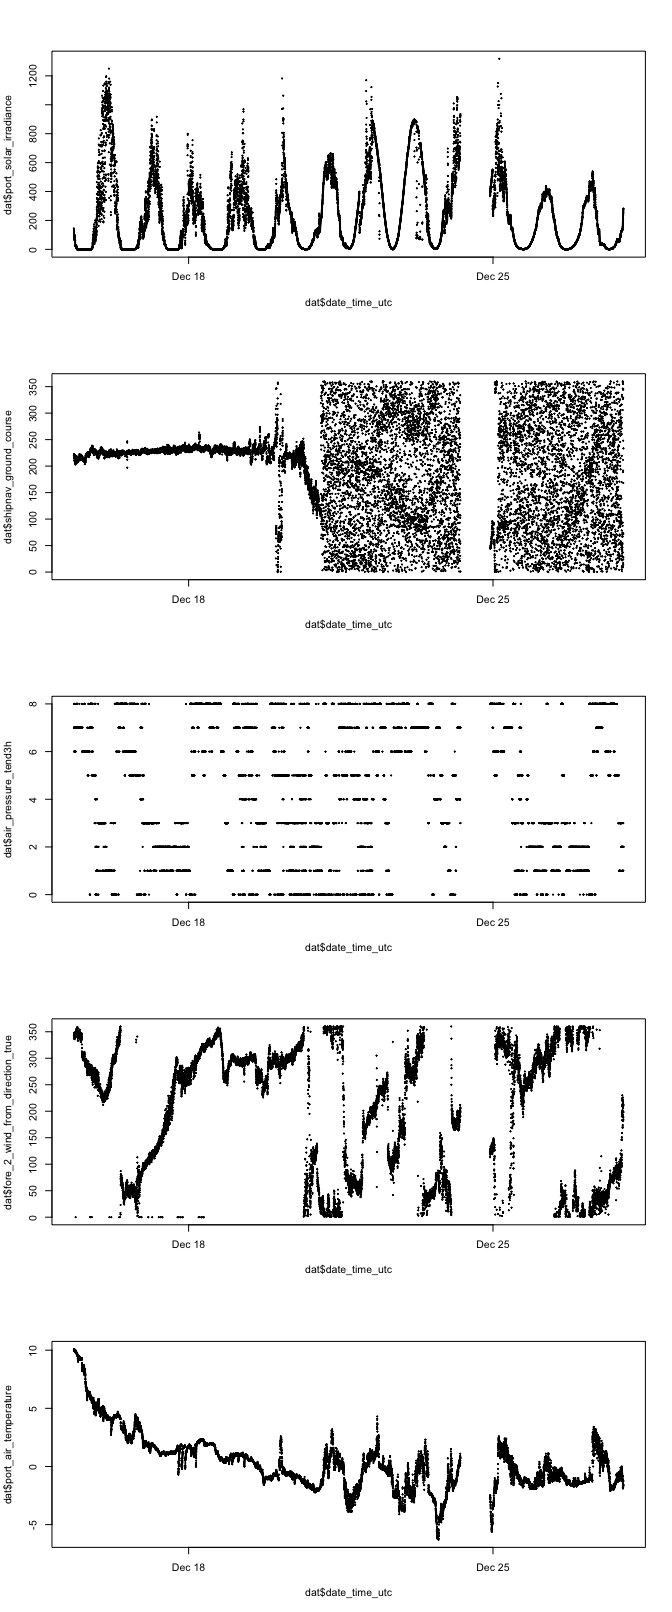 dat$port_solar_irradiance
1200
800
600
400
200
0
Dec 18 Dec 25
dat$date_time_utc
dat$shipnav_ground_course
350
300
250
200
150
100
50
0
Dec 18 Dec 25
dat$date_time_utc
dat$air_pressure_tend3h
8
6
4
2
0
Dec 18 Dec 25
dat$date_time_utc
dat$fore_2_wind_from_direction_true
350
300
250
200
150
100
50
0
Dec 18 Dec 25
dat$date_time_utc
dat$port_air_temperature
10
5
0
-5
Dec 18 Dec 25
dat$date_time_utc